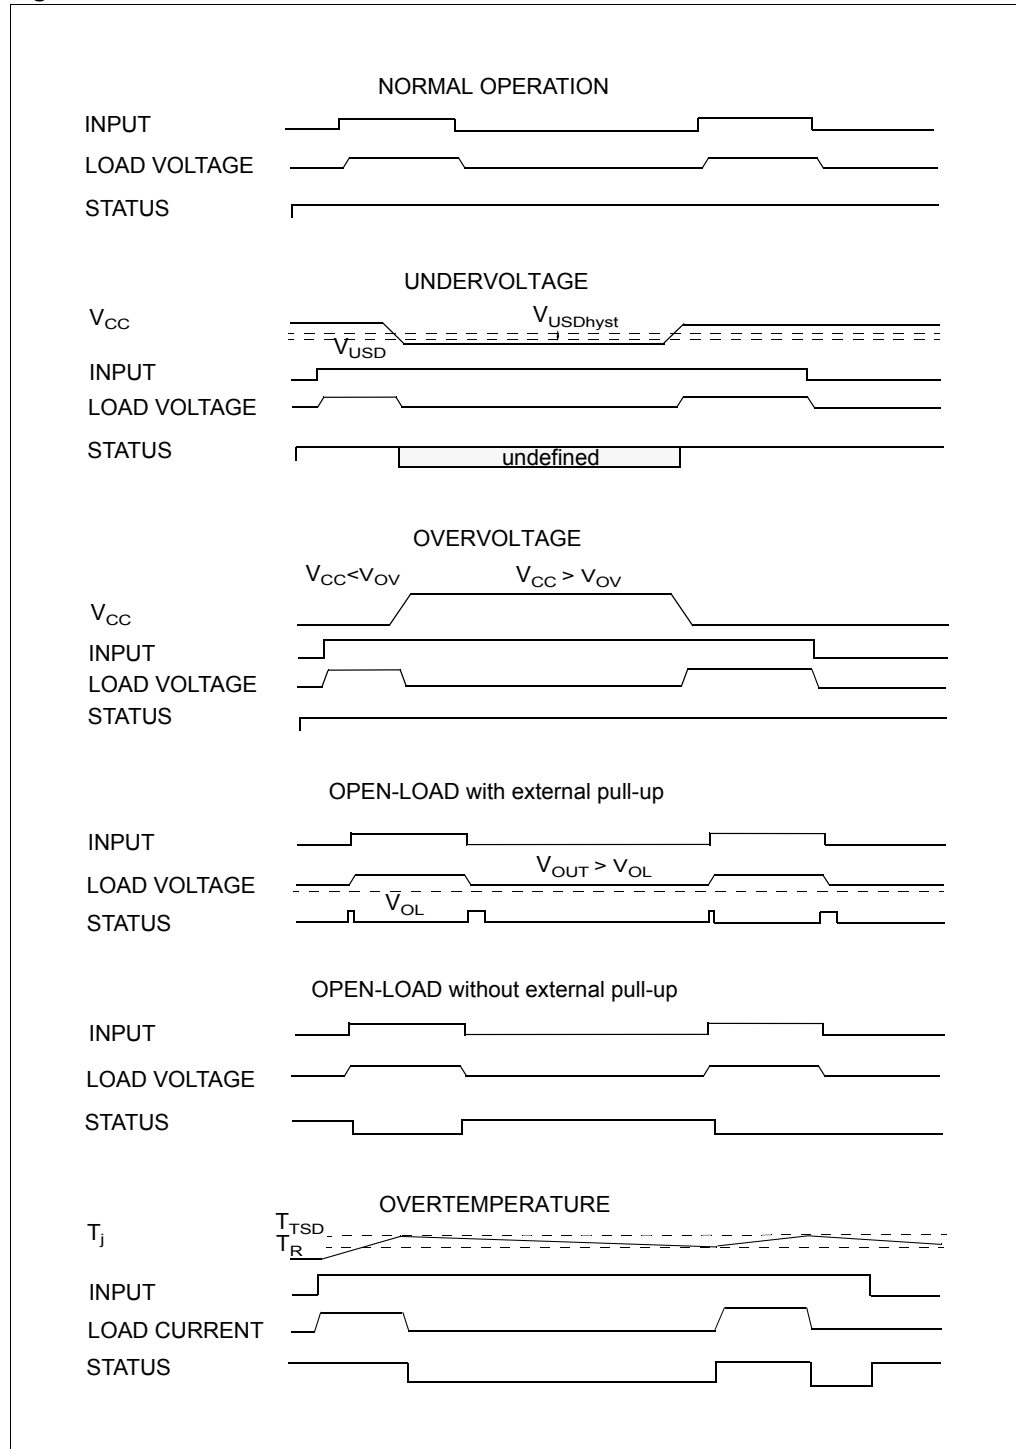 NORMAL OPERATION
INPUT
LOAD VOLTAGE
STATUS
UNDERVOLTAGE
VCC
VUSDhyst
VUSD
INPUT
LOAD VOLTAGE
STATUS
undefined
OVERVOLTAGE
VCC<VOV
VCC > VOV
VCC
INPUT
LOAD VOLTAGE
STATUS
OPEN-LOAD with external pull-up
INPUT
VOUT > VOL
LOAD VOLTAGE
VOL
STATUS
OPEN-LOAD without external pull-up
INPUT
LOAD VOLTAGE
STATUS
OVERTEMPERATURE
Tj
TTSD
TR
INPUT
LOAD CURRENT
STATUS